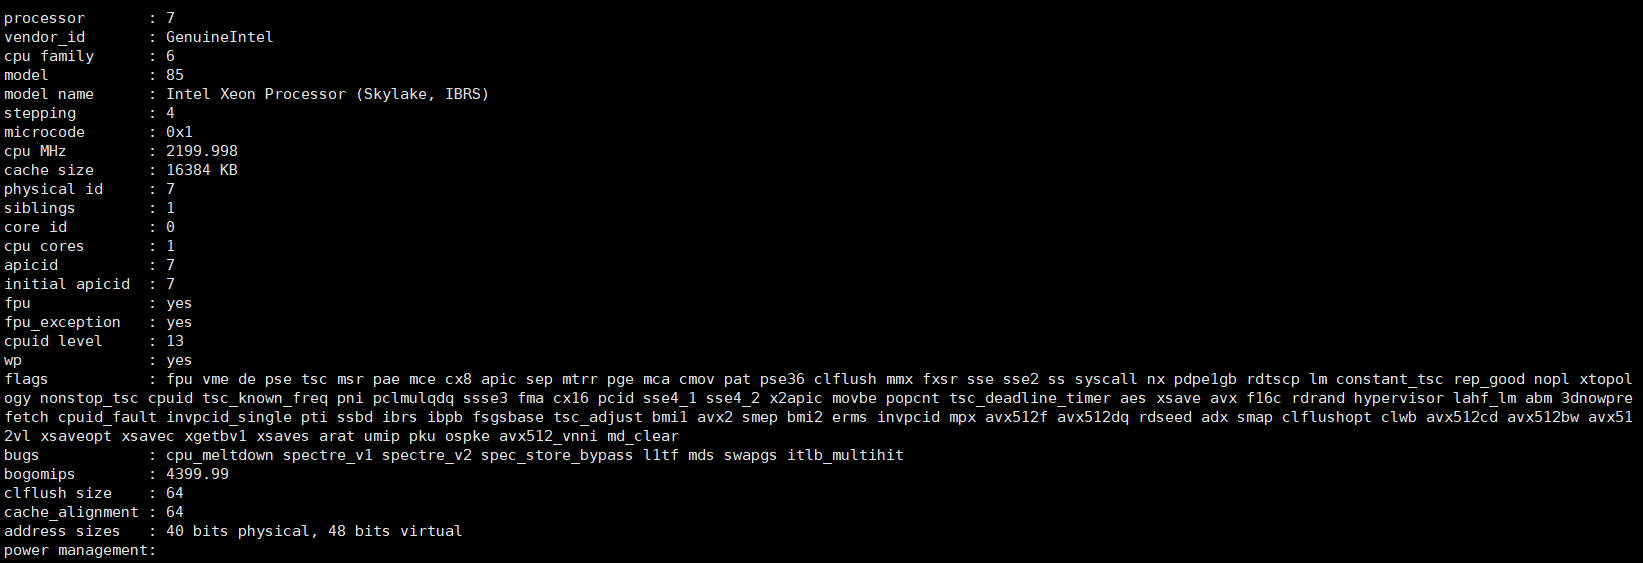 processor       : 7
vendor_id       : GenuineIntel
cpu family      : 6
model           : 85
model name      : Intel Xeon Processor (Skylake, IBRS)
stepping        : 4
microcode       : 0x1
cpu MHz         : 2199.998
cache size      : 16384 KB
physical id     : 7
siblings        : 1
core id         : 0
cpu cores       : 1
apicid          : 7
initial apicid  : 7
fpu             : yes
fpu_exception   : yes
cpuid level     : 13
wp              : yes
flags           : fpu vme de pse tsc msr pae mce cx8 apic sep mtrr pge mca cmov pat pse36 clflush mmx fxsr sse sse2 ss syscall nx pdpe1gb rdtscp lm constant_tsc rep_good nopl xtopol
ogy nonstop_tsc cpuid tsc_known_freq pni pclmulqdq ssse3 fma cx16 pcid sse4_1 sse4_2 x2apic movbe popcnt tsc_deadline_timer aes xsave avx f16c rdrand hypervisor lahf_lm abm 3dnowpre
fetch cpuid_fault invpcid_single pti ssbd ibrs ibpb fsgsbase tsc_adjust bmi1 avx2 smep bmi2 erms invpcid mpx avx512f avx512dq rdseed adx smap clflushopt clwb avx512cd avx512bw avx51
2vl xsaveopt xsavec xgetbv1 xsaves arat umip pku ospke avx512_vnni md_clear
bugs            : cpu_meltdown spectre_v1 spectre_v2 spec_store_bypass l1tf mds swapgs itlb_multihit
bogomips        : 4399.99
clflush size    : 64
cache_alignment : 64
address sizes   : 40 bits physical, 48 bits virtual
power management: